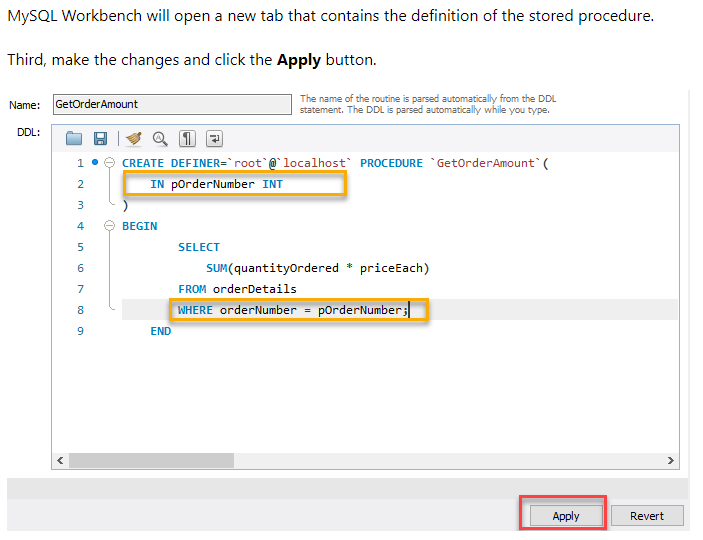 MySQL Workbench will open a new tab that contains the definition of the stored procedure.
Third, make the changes and click the Apply button.
Name: GetOrderAmount
The name of the routine is parsed automatically from the DDL
statement. The DDL is parsed automatically while you type.
DDL:
1 CREATE DEFINER=`root`@`localhost` PROCEDURE `GetOrderAmount`(
2 IN pOrderNumber INT
3 )
4 BEGIN
5 SELECT
6 SUM(quantityOrdered * priceEach)
7 FROM orderDetails
8 WHERE orderNumber = pOrderNumber;
9 END
Apply Revert